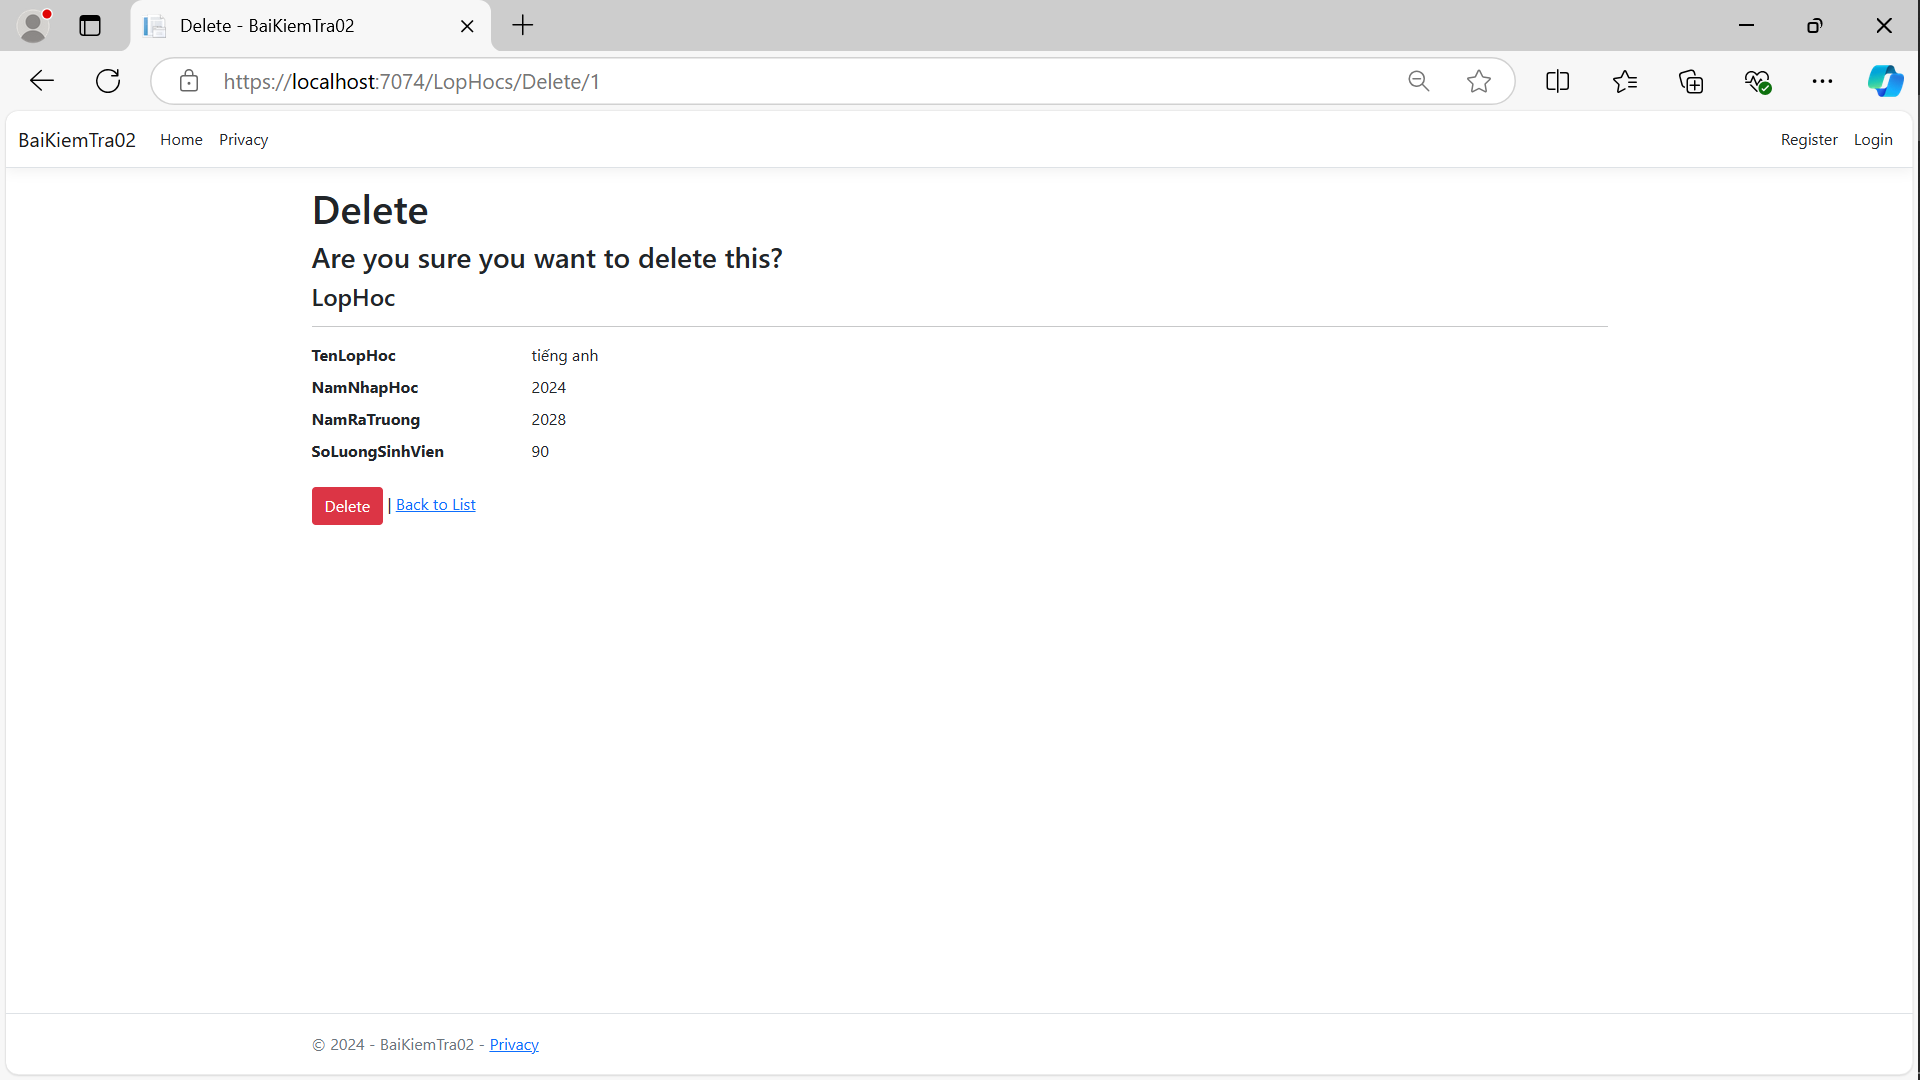 Delete - BaiKiemTra02
https://localhost:7074/LopHocs/Delete/1
BaiKiemTra02 Home Privacy Register Login
Delete
Are you sure you want to delete this?
LopHoc
TenLopHoc tiếng anh
NamNhapHoc 2024
NamRaTruong 2028
SoLuongSinhVien 90
Delete | Back to List
© 2024 - BaiKiemTra02 - Privacy